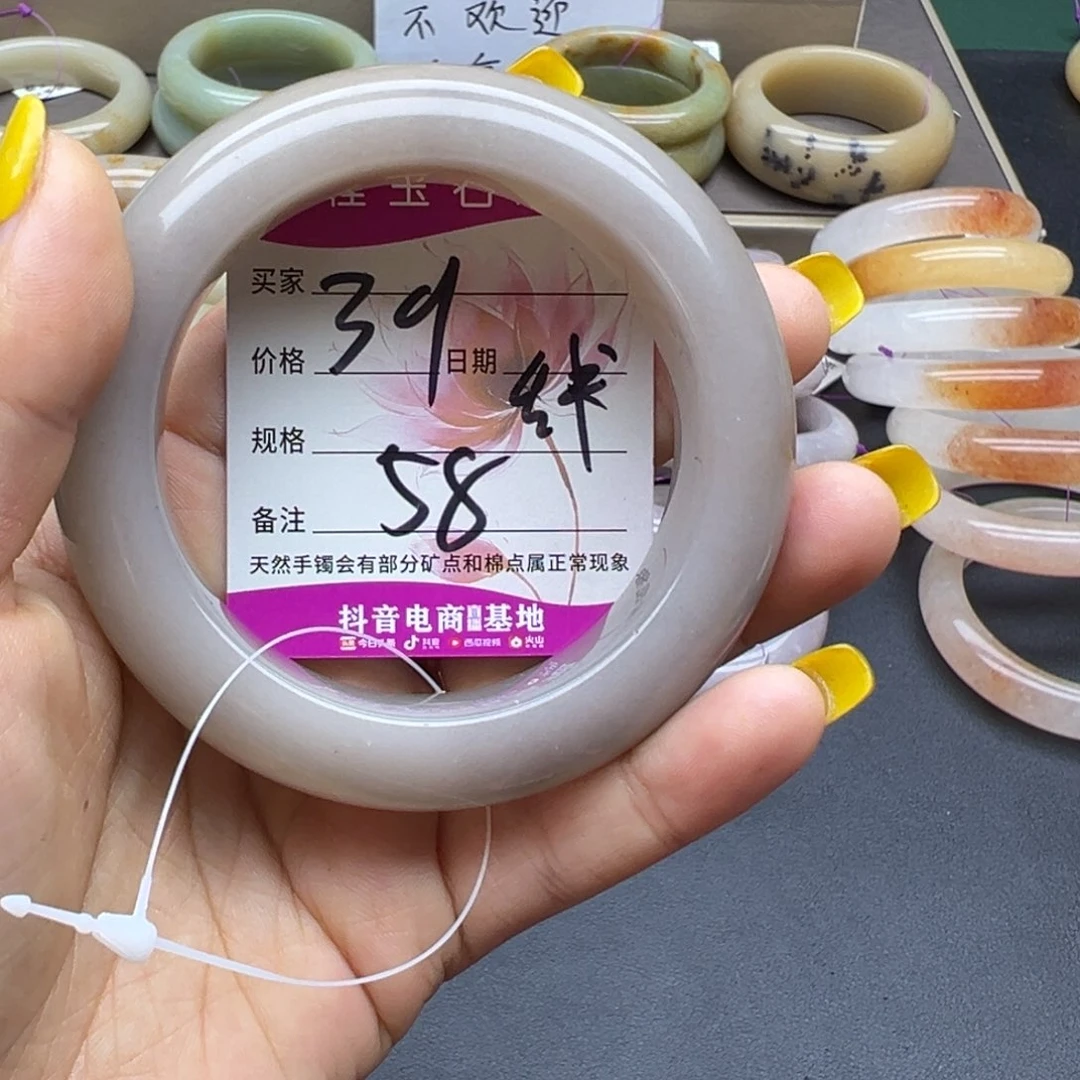 不欢迎
玉石
买家
39
价格 日期
规格
58
备注
天然手镯会有部分矿点和棉点属正常现象
抖音电商直播基地
今日头条 抖音 西瓜视频 火山